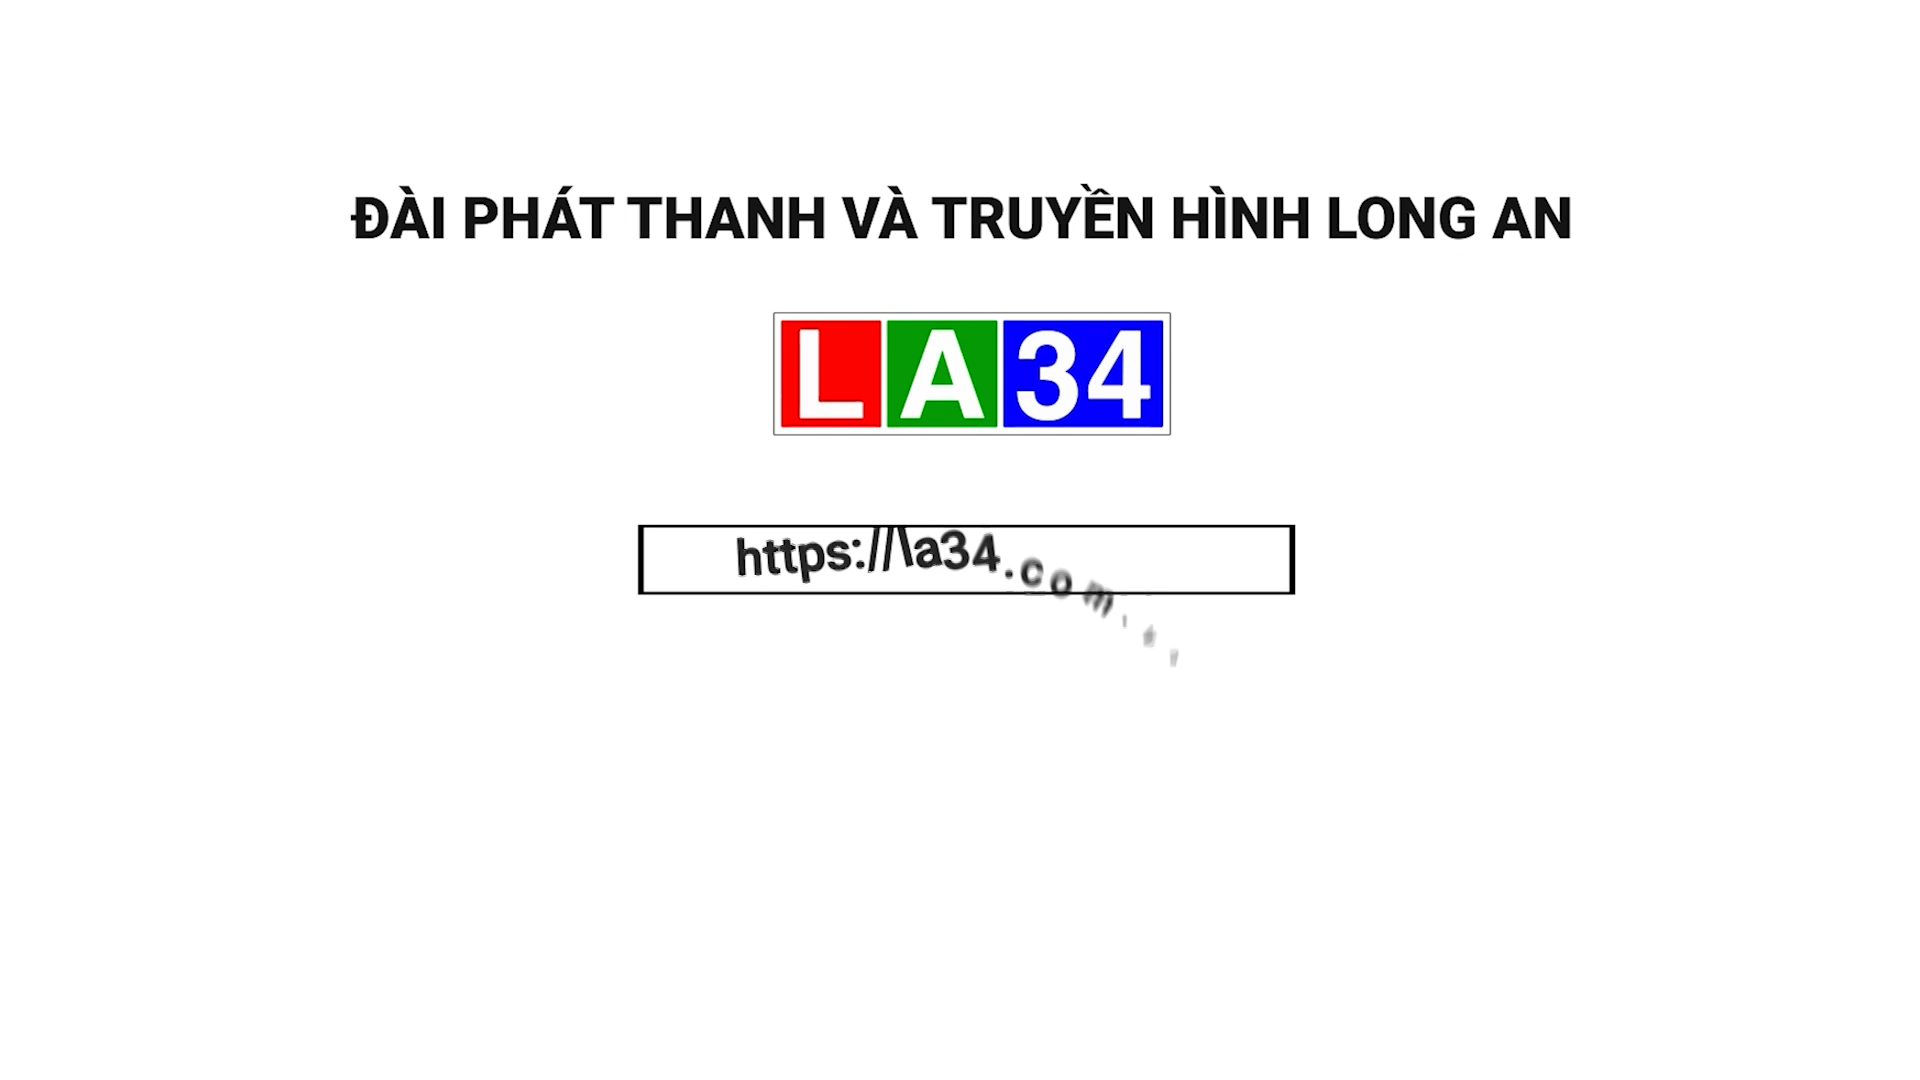 ĐÀI PHÁT THANH VÀ TRUYỀN HÌNH LONG AN
LA34
https://la34.com